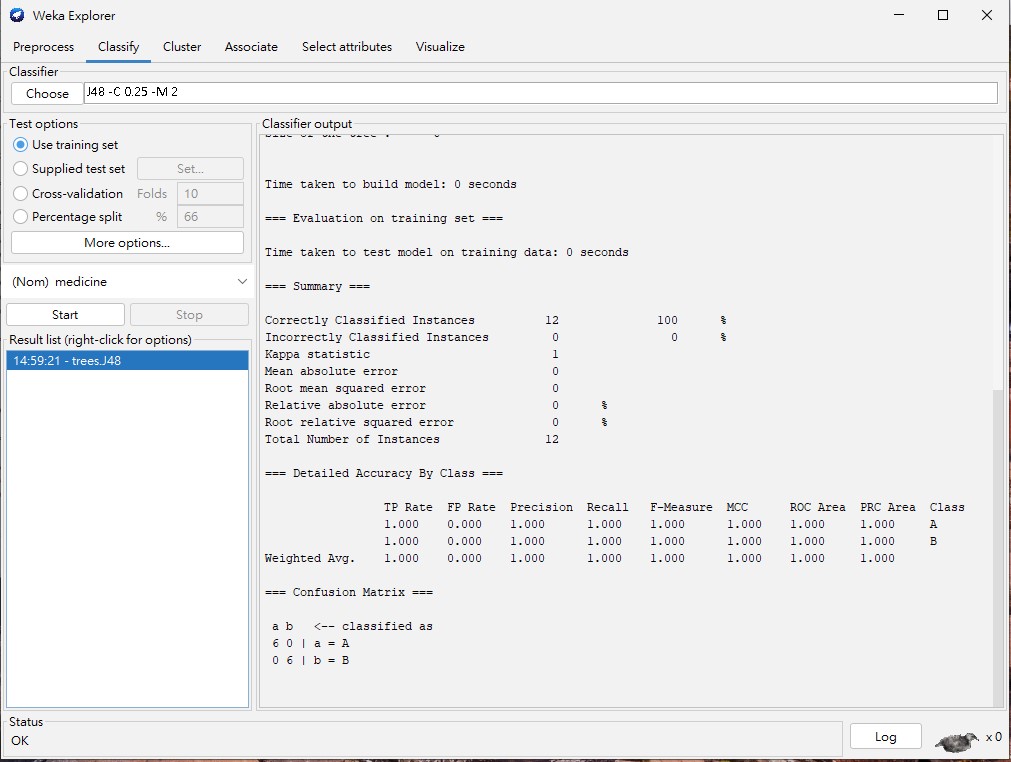 Weka Explorer
Preprocess Classify Cluster Associate Select attributes Visualize
Classifier
Choose J48 -C 0.25 -M 2
Test options
Use training set
Supplied test set Set...
Cross-validation Folds 10
Percentage split % 66
More options...
(Nom) medicine
Start Stop
Result list (right-click for options)
14:59:21 - trees.J48
Classifier output
Time taken to build model: 0 seconds
=== Evaluation on training set ===
Time taken to test model on training data: 0 seconds
=== Summary ===
Correctly Classified Instances 12 100 %
Incorrectly Classified Instances 0 0 %
Kappa statistic 1
Mean absolute error 0
Root mean squared error 0
Relative absolute error 0 %
Root relative squared error 0 %
Total Number of Instances 12
=== Detailed Accuracy By Class ===
TP Rate FP Rate Precision Recall F-Measure MCC ROC Area PRC Area Class
1.000 0.000 1.000 1.000 1.000 1.000 1.000 1.000 A
1.000 0.000 1.000 1.000 1.000 1.000 1.000 1.000 B
Weighted Avg. 1.000 0.000 1.000 1.000 1.000 1.000 1.000 1.000
=== Confusion Matrix ===
a b <-- classified as
6 0 | a = A
0 6 | b = B
Status
OK
Log x 0